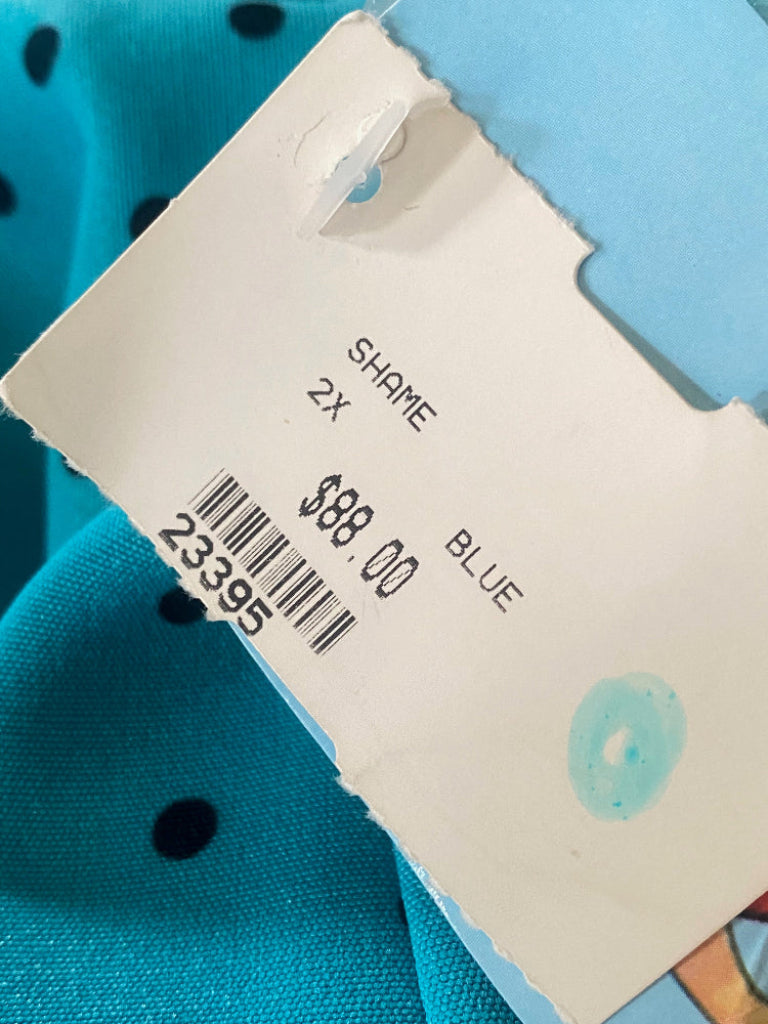 SHAME
2X
$88.00
BLUE
23395